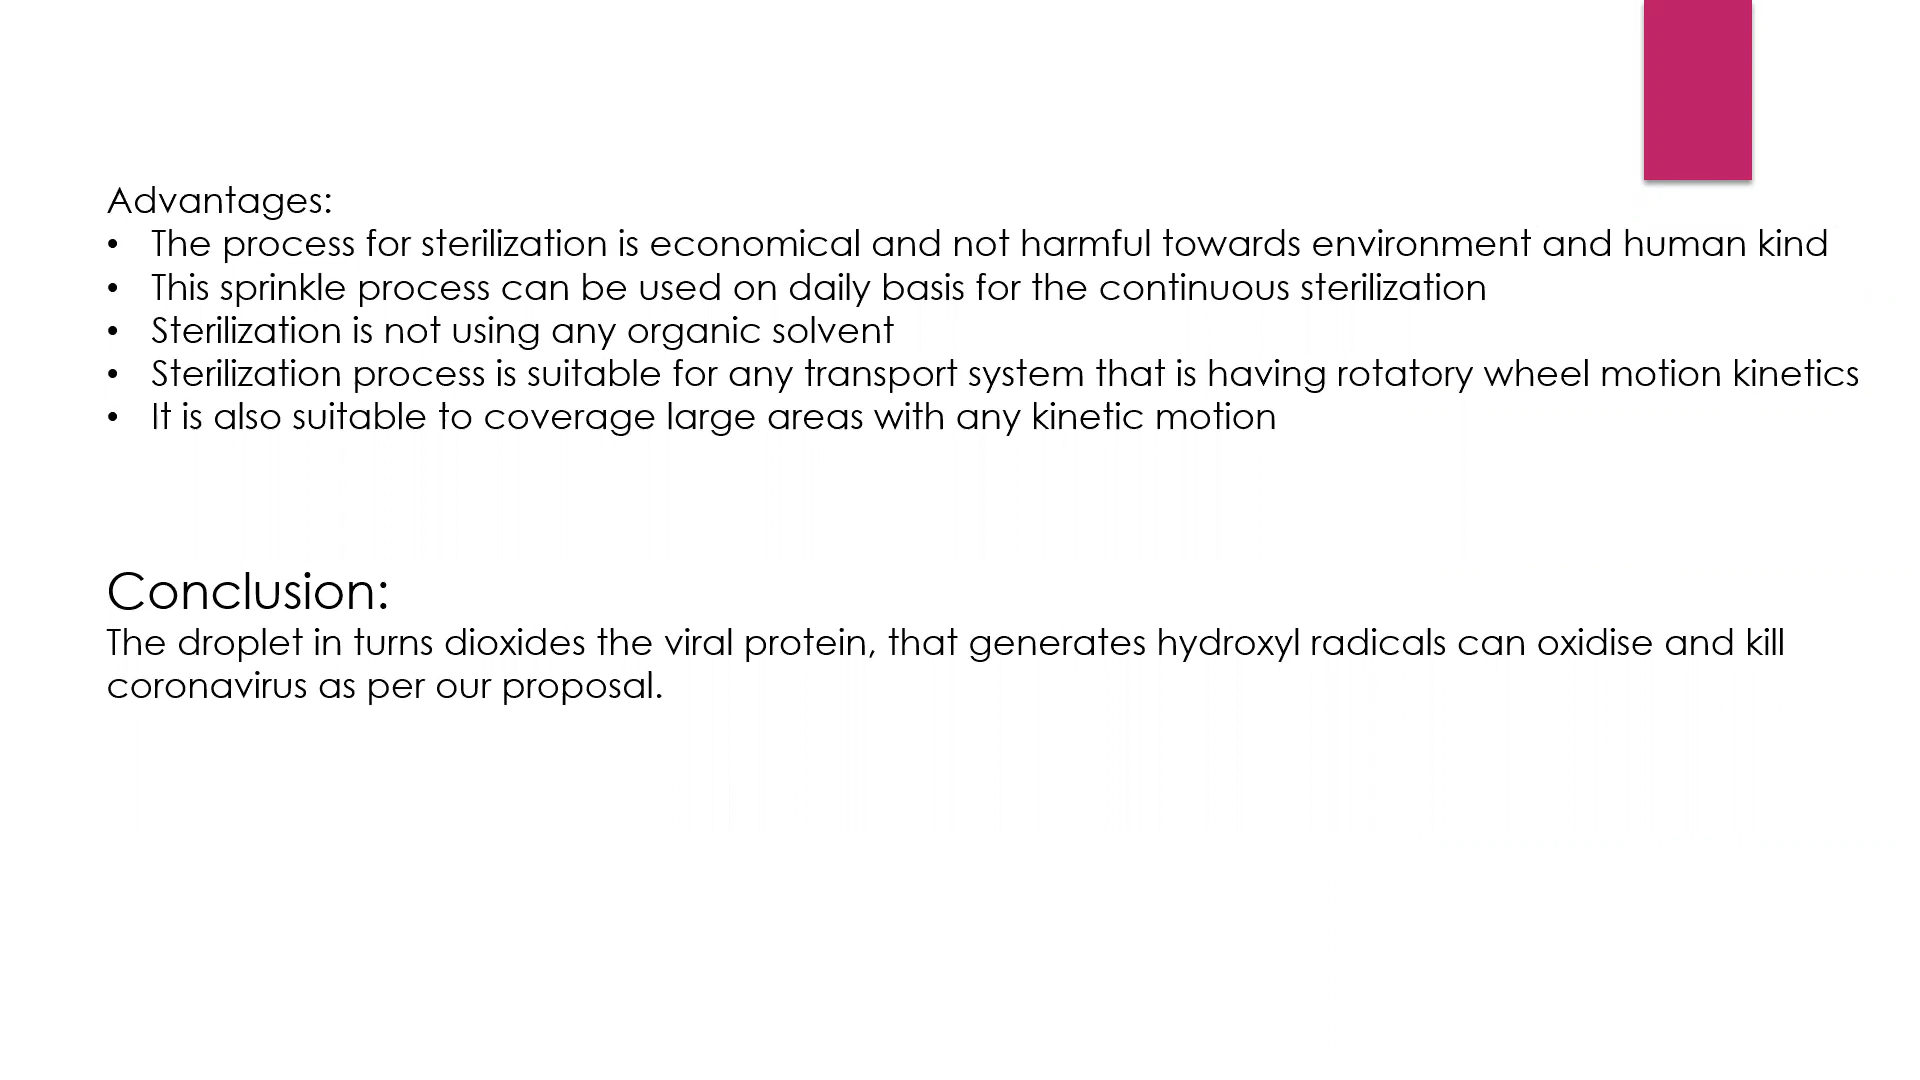 Advantages:
• The process for sterilization is economical and not harmful towards environment and human kind
• This sprinkle process can be used on daily basis for the continuous sterilization
• Sterilization is not using any organic solvent
• Sterilization process is suitable for any transport system that is having rotatory wheel motion kinetics
• It is also suitable to coverage large areas with any kinetic motion
Conclusion:
The droplet in turns dioxides the viral protein, that generates hydroxyl radicals can oxidise and kill
coronavirus as per our proposal.